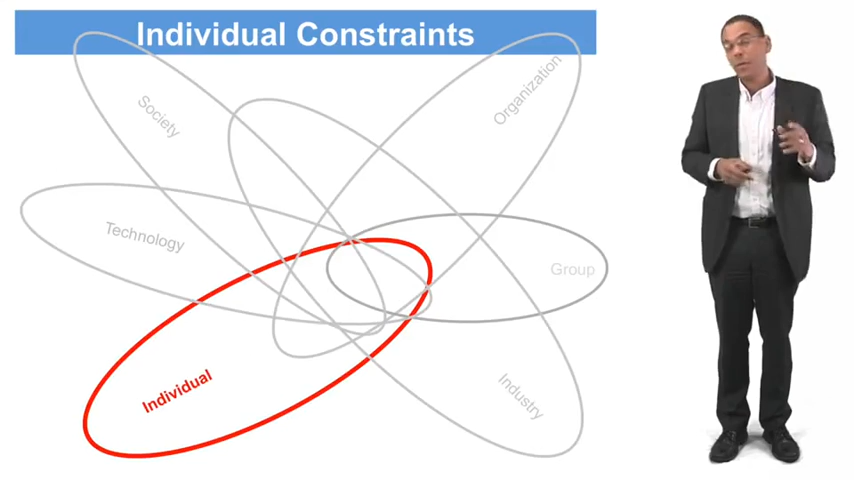 Individual Constraints
Society
Organization
Technology
Group
Individual
Industry